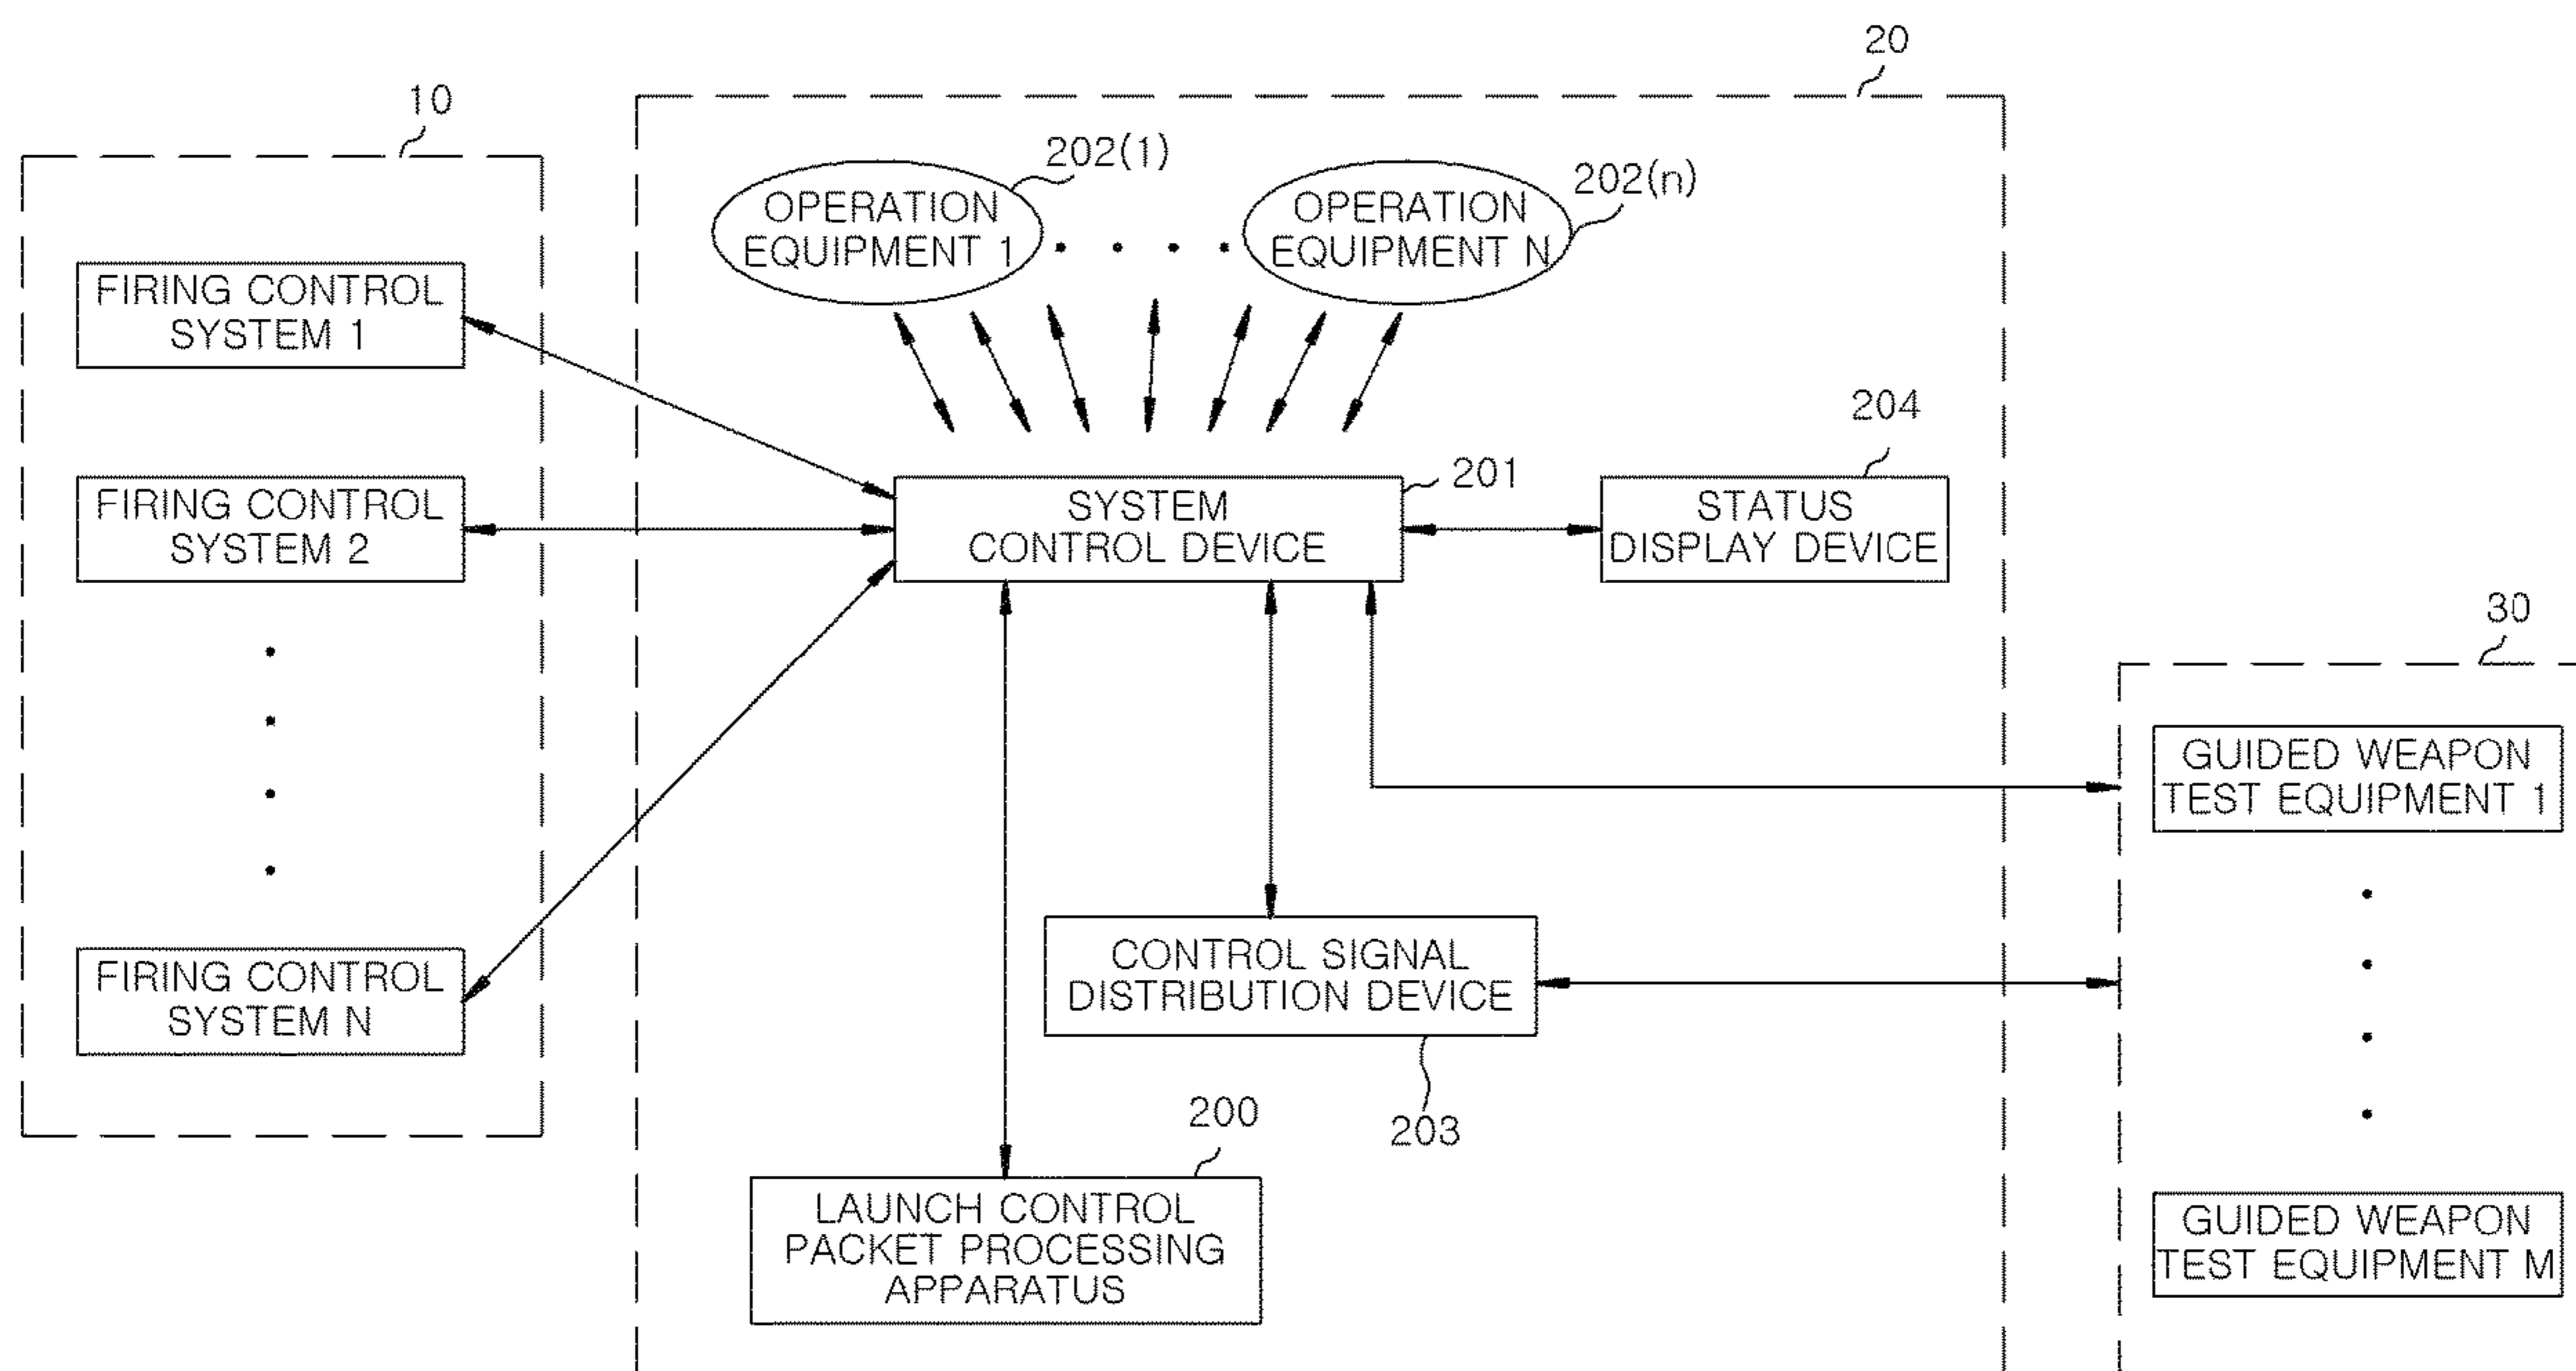 20
10
202(1)
OPERATION
EQUIPMENT 1
202(n)
OPERATION
EQUIPMENT N
FIRING CONTROL
SYSTEM 1
204
FIRING CONTROL
SYSTEM 2
201
SYSTEM
CONTROL DEVICE
STATUS
DISPLAY DEVICE
30
GUIDED WEAPON
TEST EQUIPMENT 1
FIRING CONTROL
SYSTEM N
CONTROL SIGNAL
DISTRIBUTION DEVICE
203
200
LAUNCH CONTROL
PACKET PROCESSING
APPARATUS
GUIDED WEAPON
TEST EQUIPMENT M